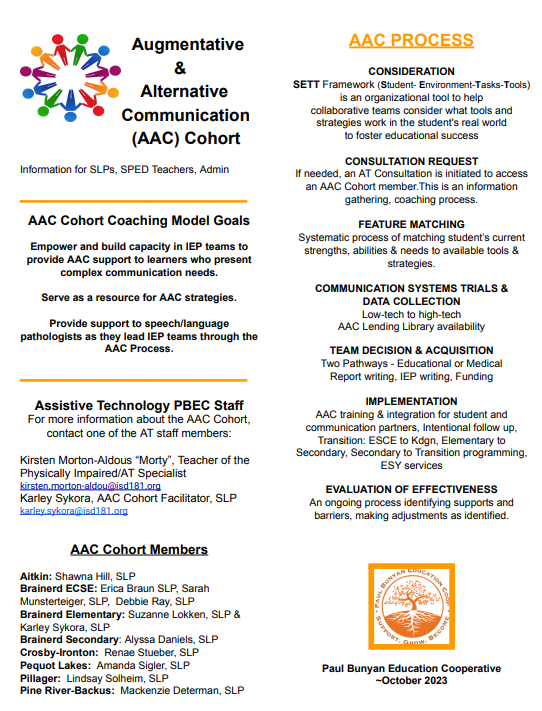 Augmentative
&
Alternative
Communication
(AAC) Cohort
Information for SLPs, SPED Teachers, Admin
AAC Cohort Coaching Model Goals
Empower and build capacity in IEP teams to
provide AAC support to learners who present
complex communication needs.
Serve as a resource for AAC strategies.
Provide support to speech/language
pathologists as they lead IEP teams through the
AAC Process.
Assistive Technology PBEC Staff
For more information about the AAC Cohort,
contact one of the AT staff members:
Kirsten Morton-Aldous “Morty”, Teacher of the
Physically Impaired/AT Specialist
kirsten.morton-aldou@isd181.org
Karley Sykora, AAC Cohort Facilitator, SLP
karley.sykora@isd181.org
AAC Cohort Members
Aitkin: Shawna Hill, SLP
Brainerd ECSE: Erica Braun SLP, Sarah
Munsterteiger, SLP, Debbie Ray, SLP
Brainerd Elementary: Suzanne Lokken, SLP &
Karley Sykora, SLP
Brainerd Secondary: Alyssa Daniels, SLP
Crosby-Ironton: Renae Stueber, SLP
Pequot Lakes: Amanda Sigler, SLP
Pillager: Lindsay Solheim, SLP
Pine River-Backus: Mackenzie Determan, SLP
AAC PROCESS
CONSIDERATION
SETT Framework (Student- Environment-Tasks-Tools)
is an organizational tool to help
collaborative teams consider what tools and
strategies work in the student's real world
to foster educational success
CONSULTATION REQUEST
If needed, an AT Consultation is initiated to access
an AAC Cohort member.This is an information
gathering, coaching process.
FEATURE MATCHING
Systematic process of matching student’s current
strengths, abilities & needs to available tools &
strategies.
COMMUNICATION SYSTEMS TRIALS &
DATA COLLECTION
Low-tech to high-tech
AAC Lending Library availability
TEAM DECISION & ACQUISITION
Two Pathways - Educational or Medical
Report writing, IEP writing, Funding
IMPLEMENTATION
AAC training & integration for student and
communication partners, Intentional follow up,
Transition: ESCE to Kdgn, Elementary to
Secondary, Secondary to Transition programming,
ESY services
EVALUATION OF EFFECTIVENESS
An ongoing process identifying supports and
barriers, making adjustments as identified.
PAUL BUNYAN EDUCATION COOP
SUPPORT, GROW, BECOME
Paul Bunyan Education Cooperative
~October 2023